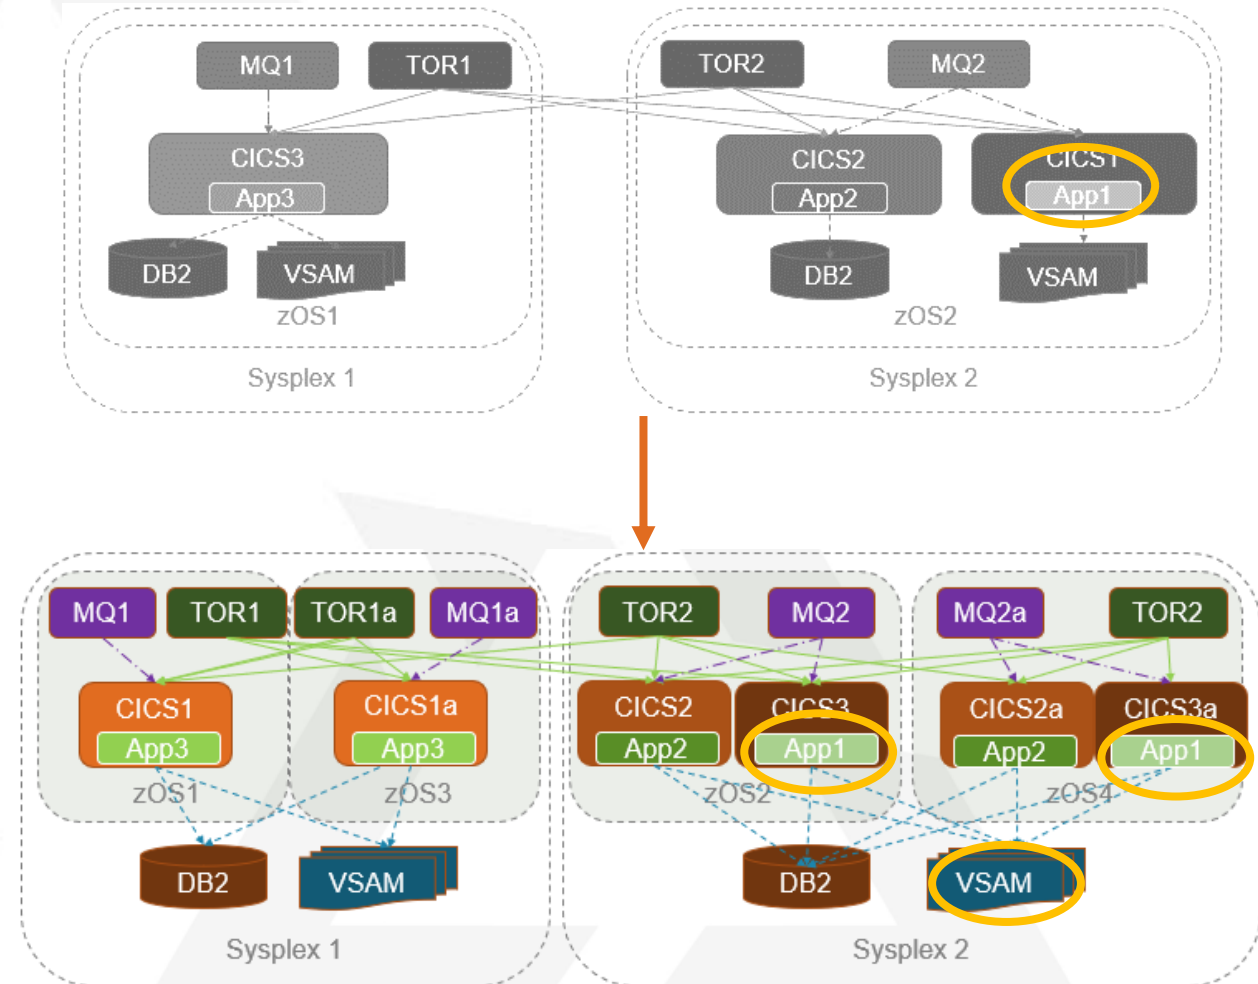 MQ1
TOR1
TOR2
MQ2
CICS3
App3
CICS2
App2
CICS1
App1
DB2
VSAM
DB2
VSAM
zOS1
zOS2
Sysplex 1
Sysplex 2
MQ1
TOR1
TOR1a
MQ1a
TOR2
MQ2
MQ2a
TOR2
CICS1
App3
CICS1a
App3
CICS2
App2
CICS3
App1
CICS2a
App2
CICS3a
App1
zOS1
zOS3
zOS2
zOS4
DB2
VSAM
DB2
VSAM
Sysplex 1
Sysplex 2